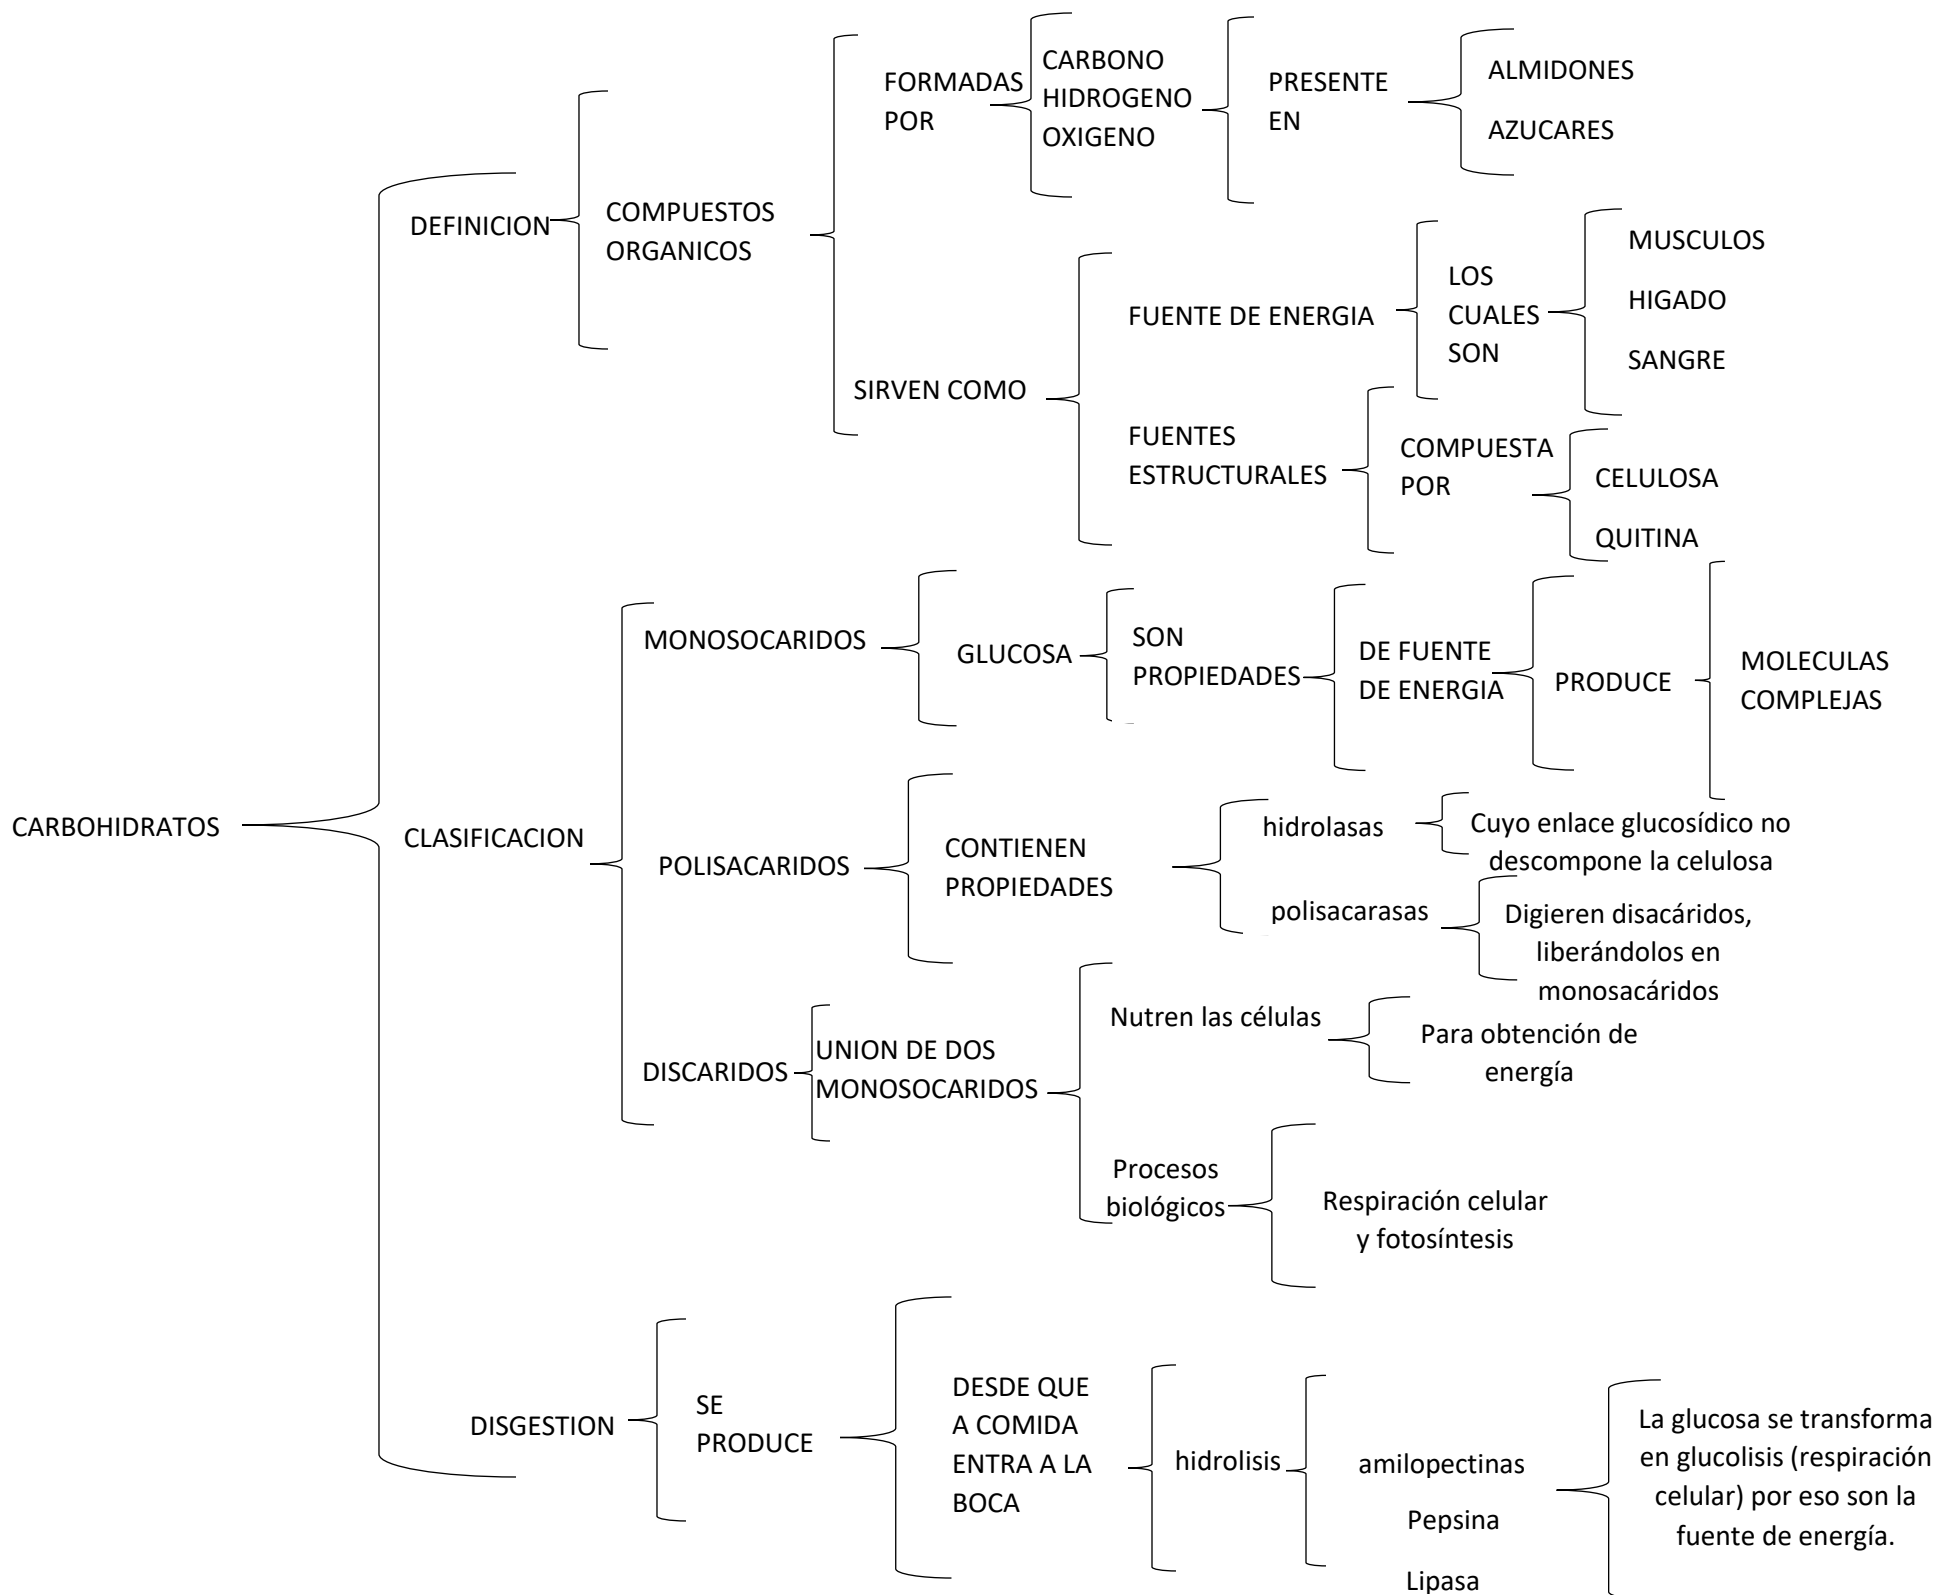 CARBOHIDRATOS
DEFINICION
COMPUESTOS
ORGANICOS
FORMADAS
POR
CARBONO
HIDROGENO
OXIGENO
PRESENTE
EN
ALMIDONES
AZUCARES
SIRVEN COMO
FUENTE DE ENERGIA
LOS
CUALES
SON
MUSCULOS
HIGADO
SANGRE
FUENTES
ESTRUCTURALES
COMPUESTA
POR
CELULOSA
QUITINA
CLASIFICACION
MONOSOCARIDOS
GLUCOSA
SON
PROPIEDADES
DE FUENTE
DE ENERGIA
PRODUCE
MOLECULAS
COMPLEJAS
POLISACARIDOS
CONTIENEN
PROPIEDADES
hidrolasas
Cuyo enlace glucosídico no
descompone la celulosa
polisacarasas
Digieren disacáridos,
liberándolos en
monosacáridos
DISCARIDOS
UNION DE DOS
MONOSOCARIDOS
Nutren las células
Para obtención de
energía
Procesos
biológicos
Respiración celular
y fotosíntesis
DISGESTION
SE
PRODUCE
DESDE QUE
A COMIDA
ENTRA A LA
BOCA
hidrolisis
amilopectinas
Pepsina
Lipasa
La glucosa se transforma
en glucolisis (respiración
celular) por eso son la
fuente de energía.